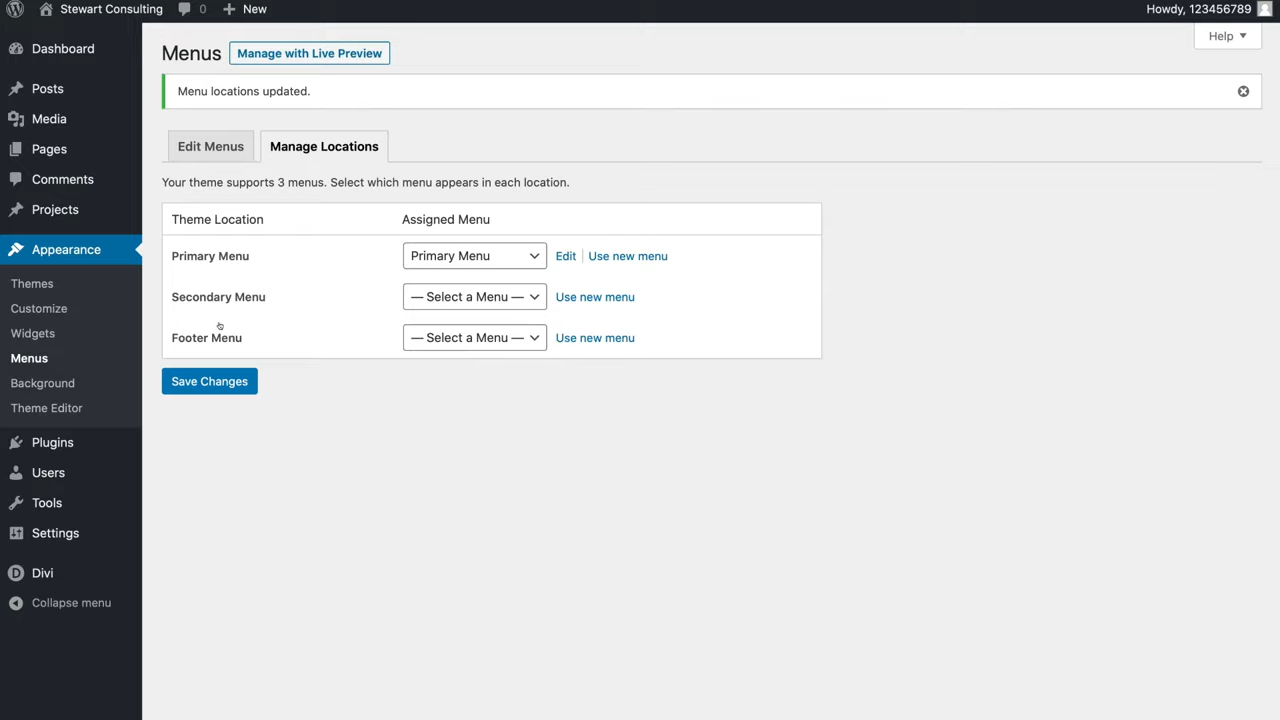 Stewart Consulting 0 New Howdy, 123456789
Help
Menus Manage with Live Preview
Menu locations updated.
Edit Menus Manage Locations
Your theme supports 3 menus. Select which menu appears in each location.
Theme Location Assigned Menu
Primary Menu Primary Menu Edit Use new menu
Secondary Menu — Select a Menu — Use new menu
Footer Menu — Select a Menu — Use new menu
Save Changes
Dashboard
Posts
Media
Pages
Comments
Projects
Appearance
Themes
Customize
Widgets
Menus
Background
Theme Editor
Plugins
Users
Tools
Settings
D Divi
Collapse menu